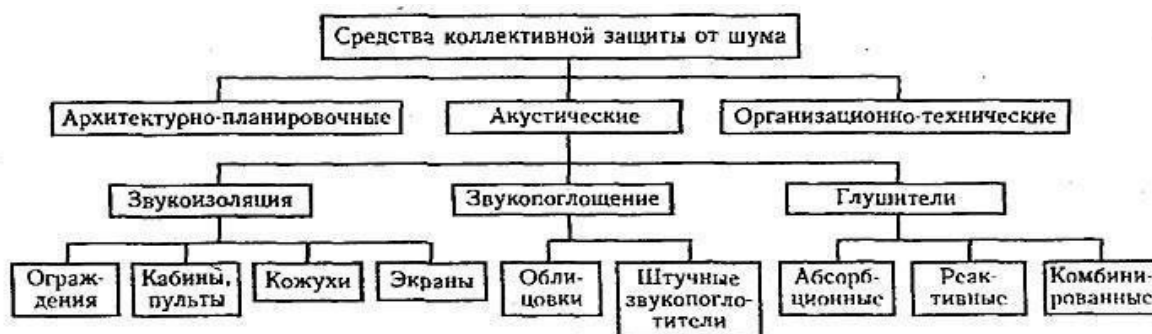 Средства коллективной защиты от шума
Архитектурно-планировочные
Акустические
Организационно-технические
Звукоизоляция
Звукопоглощение
Глушители
Ограж-
дения
Кабины,
пульты
Кожухи
Экраны
Обли-
цовки
Штучные
звукопогло-
тители
Абсорб-
ционные
Реак-
тивные
Комбини-
рованные